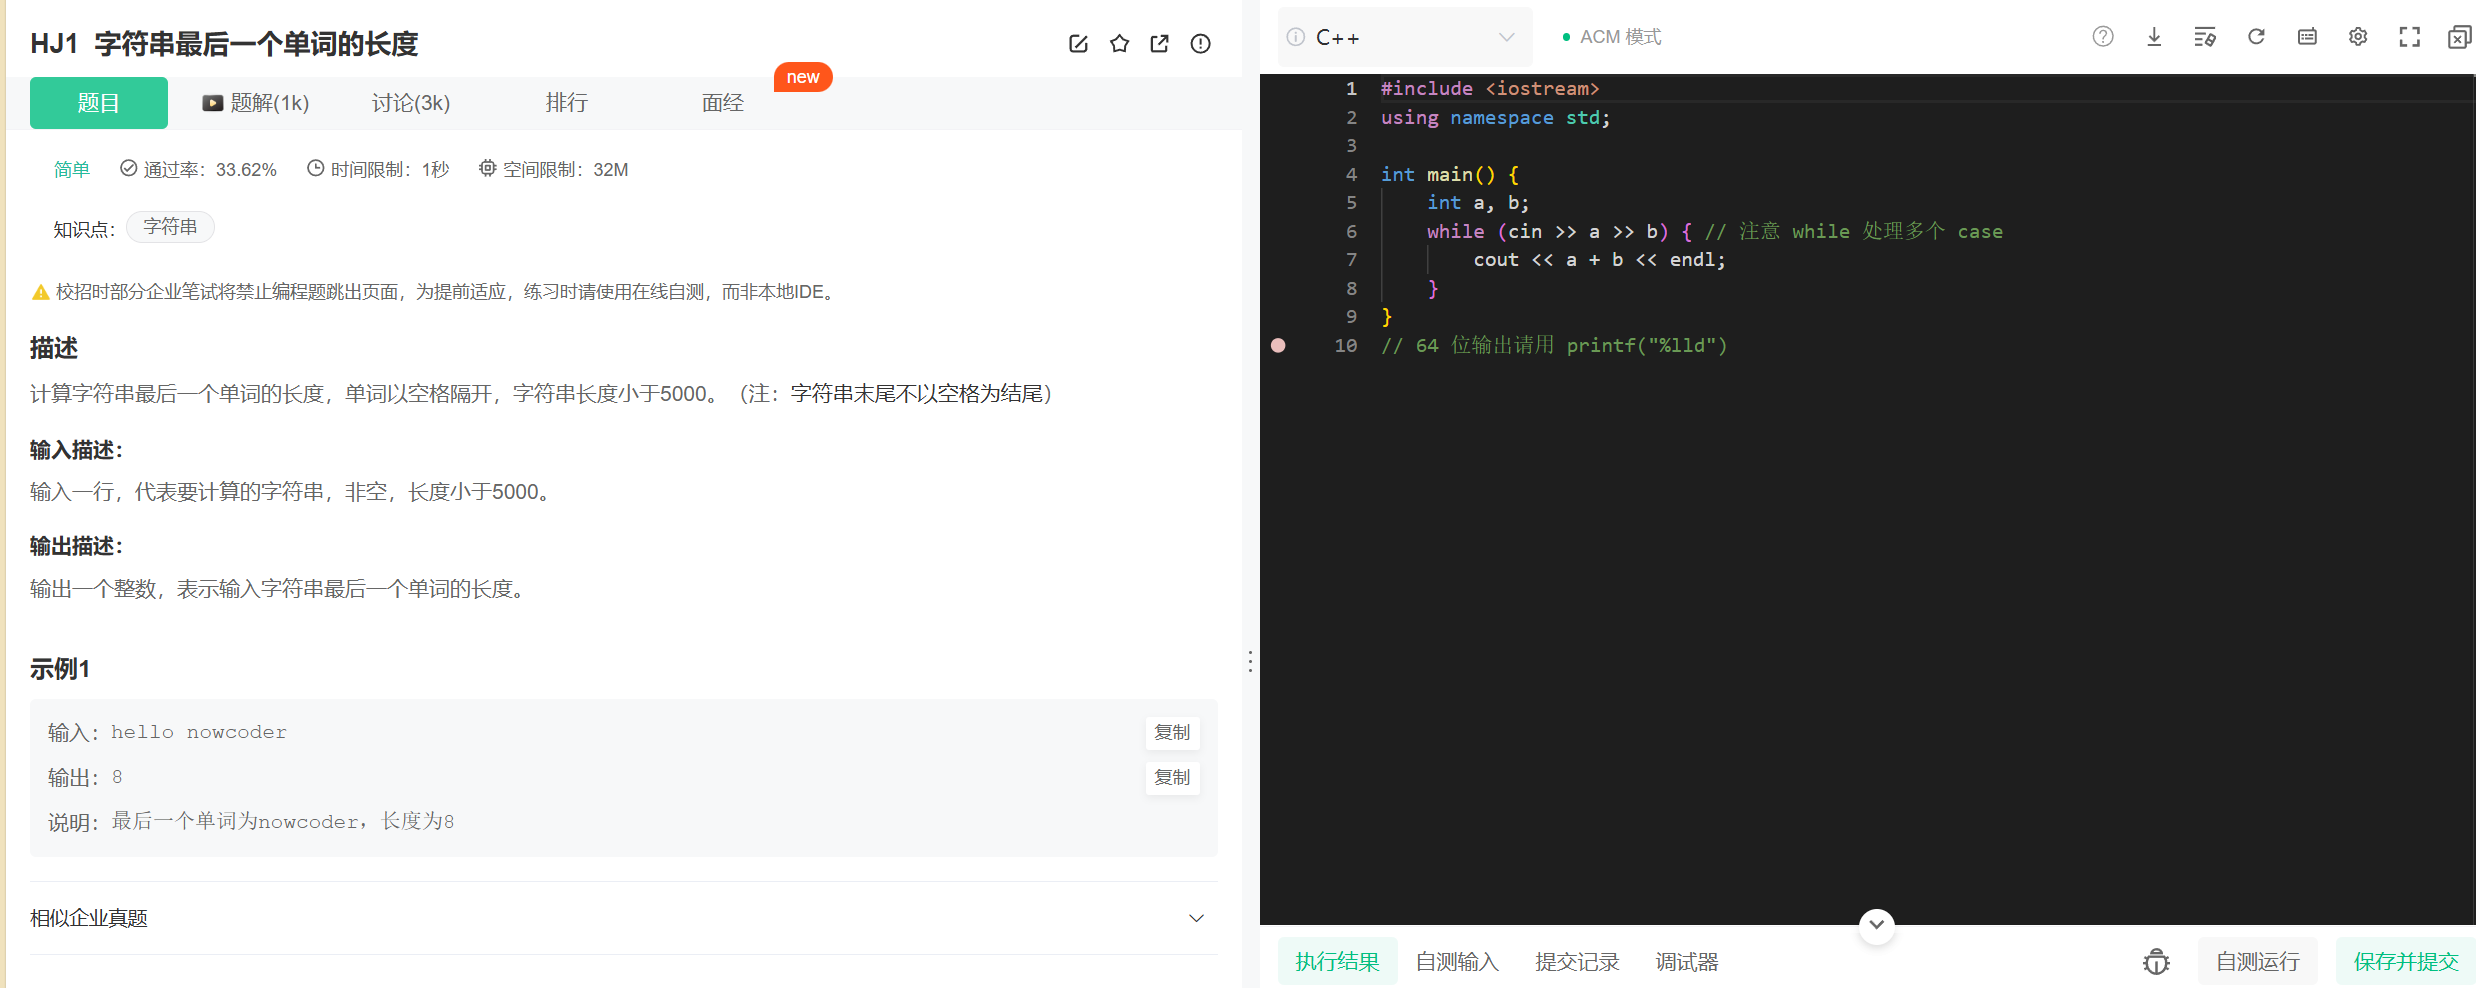 HJ1 字符串最后一个单词的长度
题目
题解(1k)
讨论(3k)
排行
面经
new
简单
通过率：33.62%
时间限制：1秒
空间限制：32M
知识点：
字符串
校招时部分企业笔试将禁止编程题跳出页面，为提前适应，练习时请使用在线自测，而非本地IDE。
描述
计算字符串最后一个单词的长度，单词以空格隔开，字符串长度小于5000。（注：字符串末尾不以空格为结尾）
输入描述：
输入一行，代表要计算的字符串，非空，长度小于5000。
输出描述：
输出一个整数，表示输入字符串最后一个单词的长度。
示例1
输入：hello nowcoder
复制
输出：8
复制
说明：最后一个单词为nowcoder，长度为8
相似企业真题
C++
ACM 模式
1 #include <iostream>
2 using namespace std;
3
4 int main() {
5     int a, b;
6     while (cin >> a >> b) { // 注意 while 处理多个 case
7         cout << a + b << endl;
8     }
9 }
10 // 64 位输出请用 printf("%lld")
执行结果
自测输入
提交记录
调试器
自测运行
保存并提交